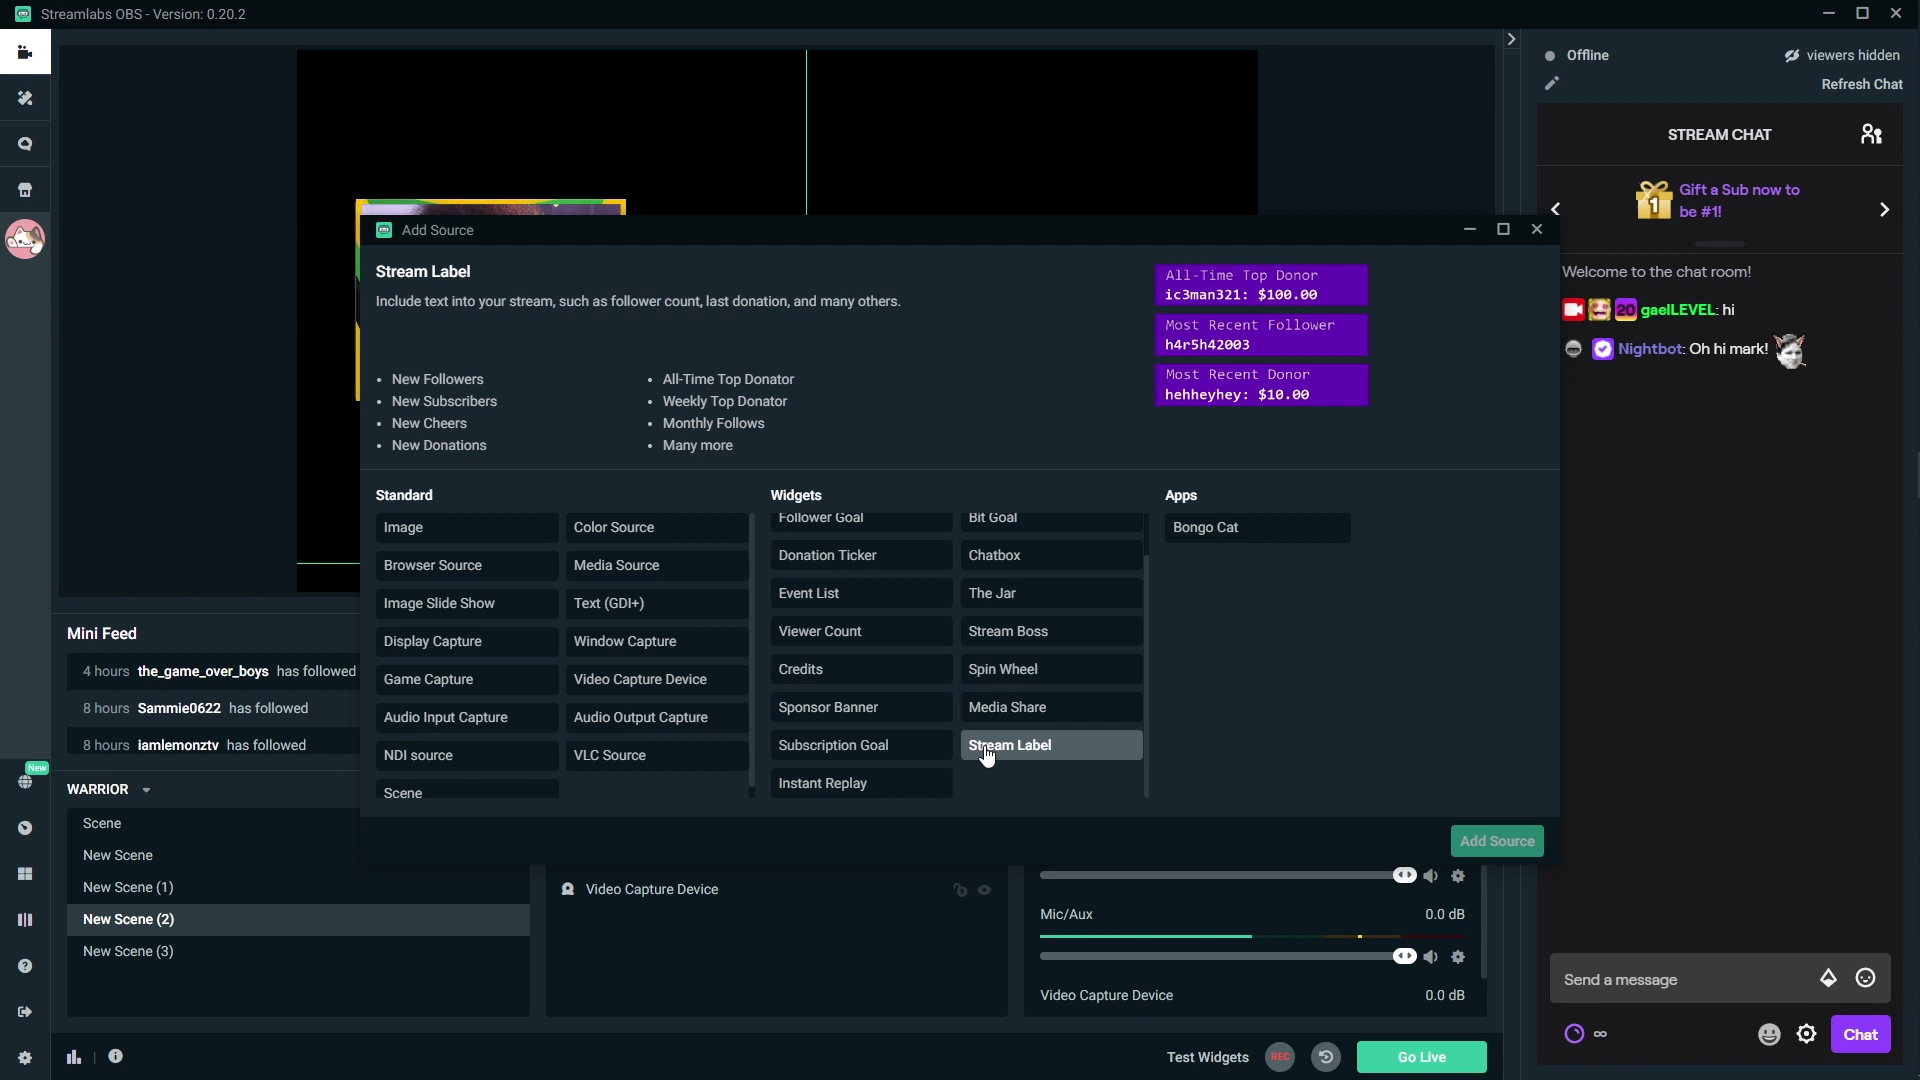 Streamlabs OBS - Version: 0.20.2
Offline
viewers hidden
Refresh Chat
STREAM CHAT
Gift a Sub now to
be #1!
1
Welcome to the chat room!
20 gaelLEVEL: hi
Nightbot: Oh hi mark!
Add Source
Stream Label
Include text into your stream, such as follower count, last donation, and many others.
New Followers
New Subscribers
New Cheers
New Donations
All-Time Top Donator
Weekly Top Donator
Monthly Follows
Many more
All-Time Top Donor
ic3man321: $100.00
Most Recent Follower
h4r5h42003
Most Recent Donor
hehheyhey: $10.00
Standard
Image
Color Source
Browser Source
Media Source
Image Slide Show
Text (GDI+)
Display Capture
Window Capture
Game Capture
Video Capture Device
Audio Input Capture
Audio Output Capture
NDI source
VLC Source
Scene
Widgets
Follower Goal
Bit Goal
Donation Ticker
Chatbox
Event List
The Jar
Viewer Count
Stream Boss
Credits
Spin Wheel
Sponsor Banner
Media Share
Subscription Goal
Stream Label
Instant Replay
Apps
Bongo Cat
Add Source
Mini Feed
4 hours the_game_over_boys has followed
8 hours Sammie0622 has followed
8 hours iamlemonztv has followed
New
WARRIOR
Scene
New Scene
New Scene (1)
New Scene (2)
New Scene (3)
Video Capture Device
Mic/Aux
0.0 dB
Video Capture Device
0.0 dB
Send a message
Chat
Test Widgets
REC
Go Live